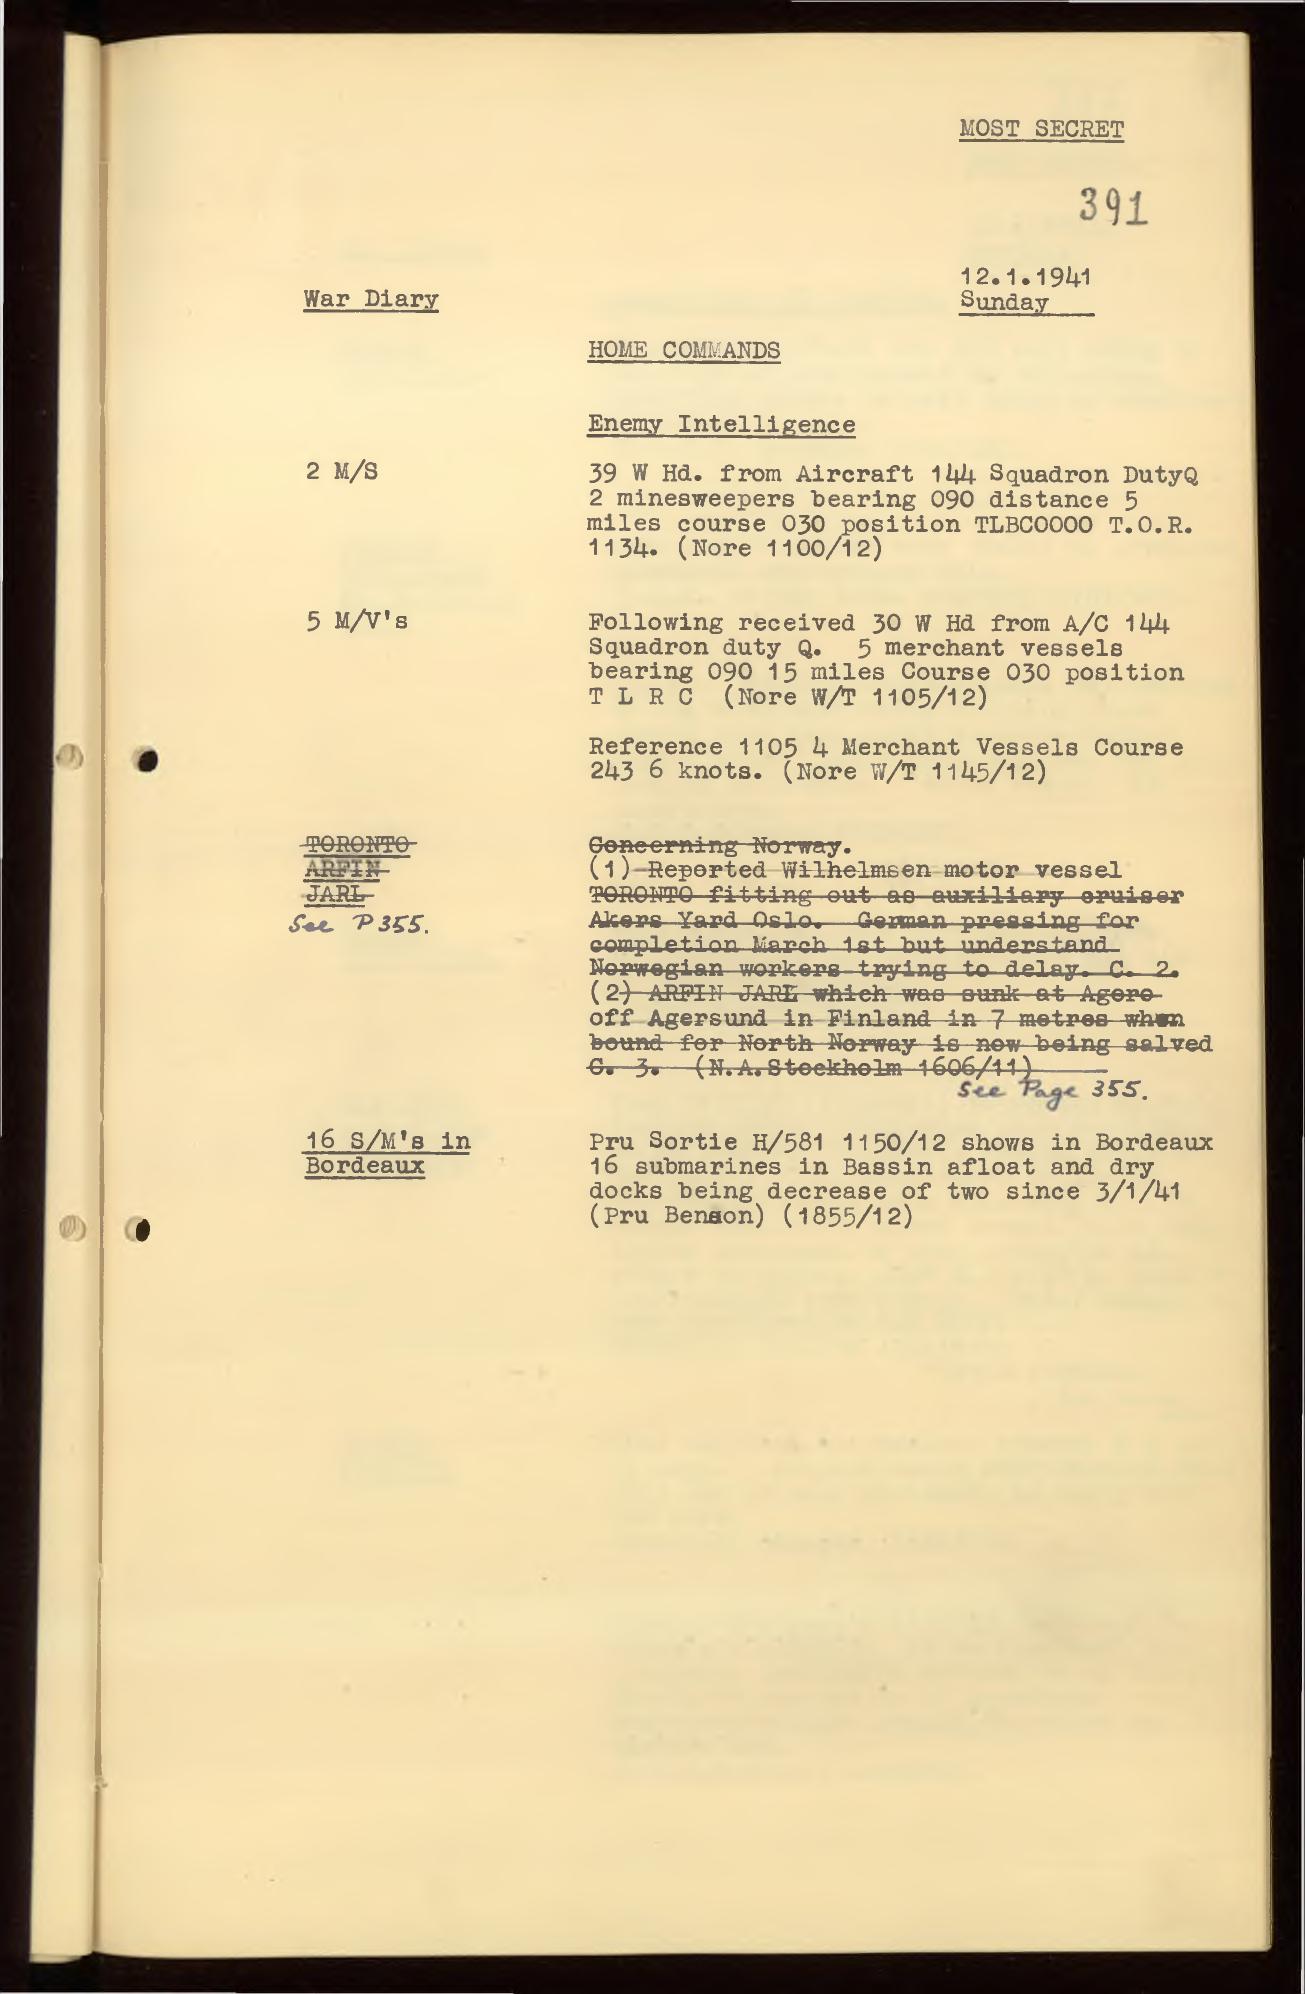 MOST SECRET
391
12.1.1941
War Diary
Sunday
HOME COMMANDS
Enemy Intelligence
2 M/S
39 W Hd. from Aircraft 144 Squadron DutyQ
2 minesweepers bearing 090 distance 5
miles course 030 position TLBC0000 T.O.R.
1134. (Nore 1100/12)
5 M/V's
Following received 30 W Hd from A/C 144
Squadron duty Q. 5 merchant vessels
bearing 090 15 miles Course 030 position
T L R C (Nore W/T 1105/12)
Reference 1105 4 Merchant Vessels Course
243 6 knots. (Nore W/T 1145/12)
TORONTO
ARFIN
JARL
See P 355.
Concerning Norway.
(1) Reported Wilhelmsen motor vessel
TORONTO fitting out as auxiliary cruiser
Akers Yard Oslo. German pressing for
completion March 1st but understand
Norwegian workers trying to delay. C. 2.
(2) ARFIN JARL which was sunk at Agero
off Agersund in Finland in 7 metres when
bound for North Norway is now being salved
C. 3. (N.A.Stockholm 1606/11)
See Page 355.
16 S/M's in
Bordeaux
Pru Sortie H/581 1150/12 shows in Bordeaux
16 submarines in Bassin afloat and dry
docks being decrease of two since 3/1/41
(Pru Benson) (1855/12)